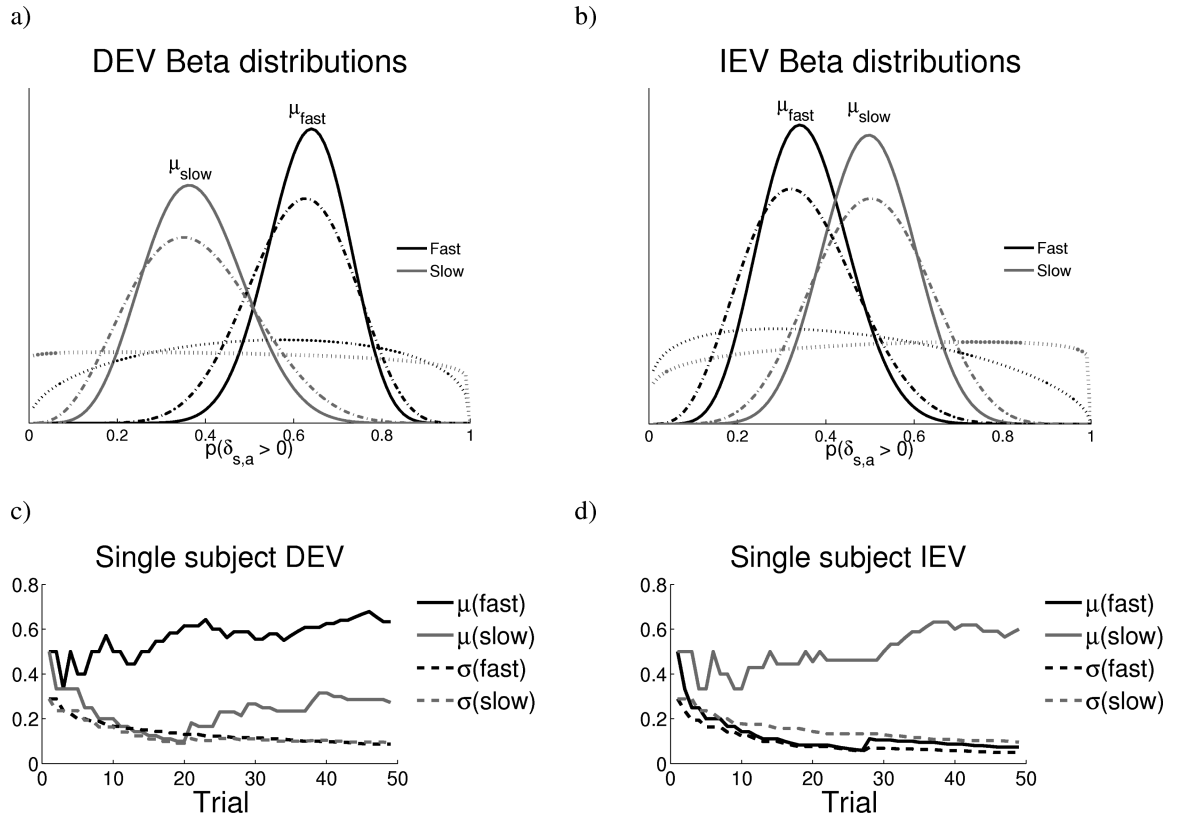 a)
DEV Beta distributions
μfast
μslow
Fast
Slow
0 0.2 0.4 0.6 0.8 1
p(δs,a > 0)
b)
IEV Beta distributions
μfast μslow
Fast
Slow
0 0.2 0.4 0.6 0.8 1
p(δs,a > 0)
c)
Single subject DEV
0.8
0.6
0.4
0.2
0
0 10 20 30 40 50
Trial
μ(fast)
μ(slow)
σ(fast)
σ(slow)
d)
Single subject IEV
0.8
0.6
0.4
0.2
0
0 10 20 30 40 50
Trial
μ(fast)
μ(slow)
σ(fast)
σ(slow)